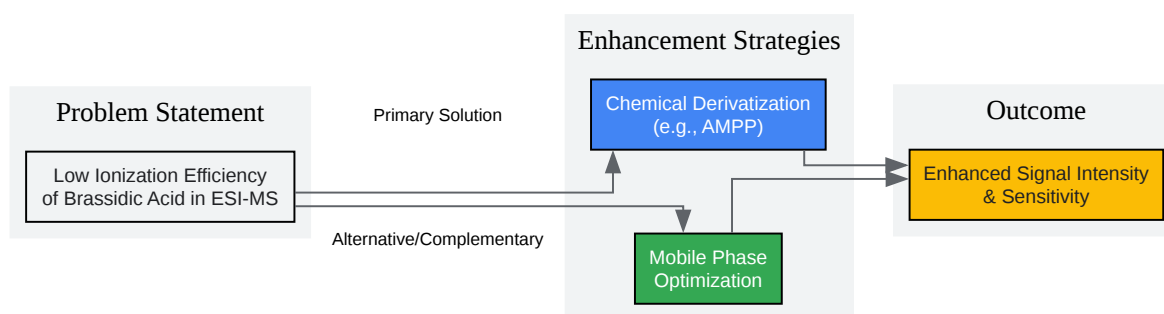 Problem Statement
Low Ionization Efficiency
of Brassidic Acid in ESI-MS
Primary Solution
Alternative/Complementary
Enhancement Strategies
Chemical Derivatization
(e.g., AMPP)
Mobile Phase
Optimization
Outcome
Enhanced Signal Intensity
& Sensitivity